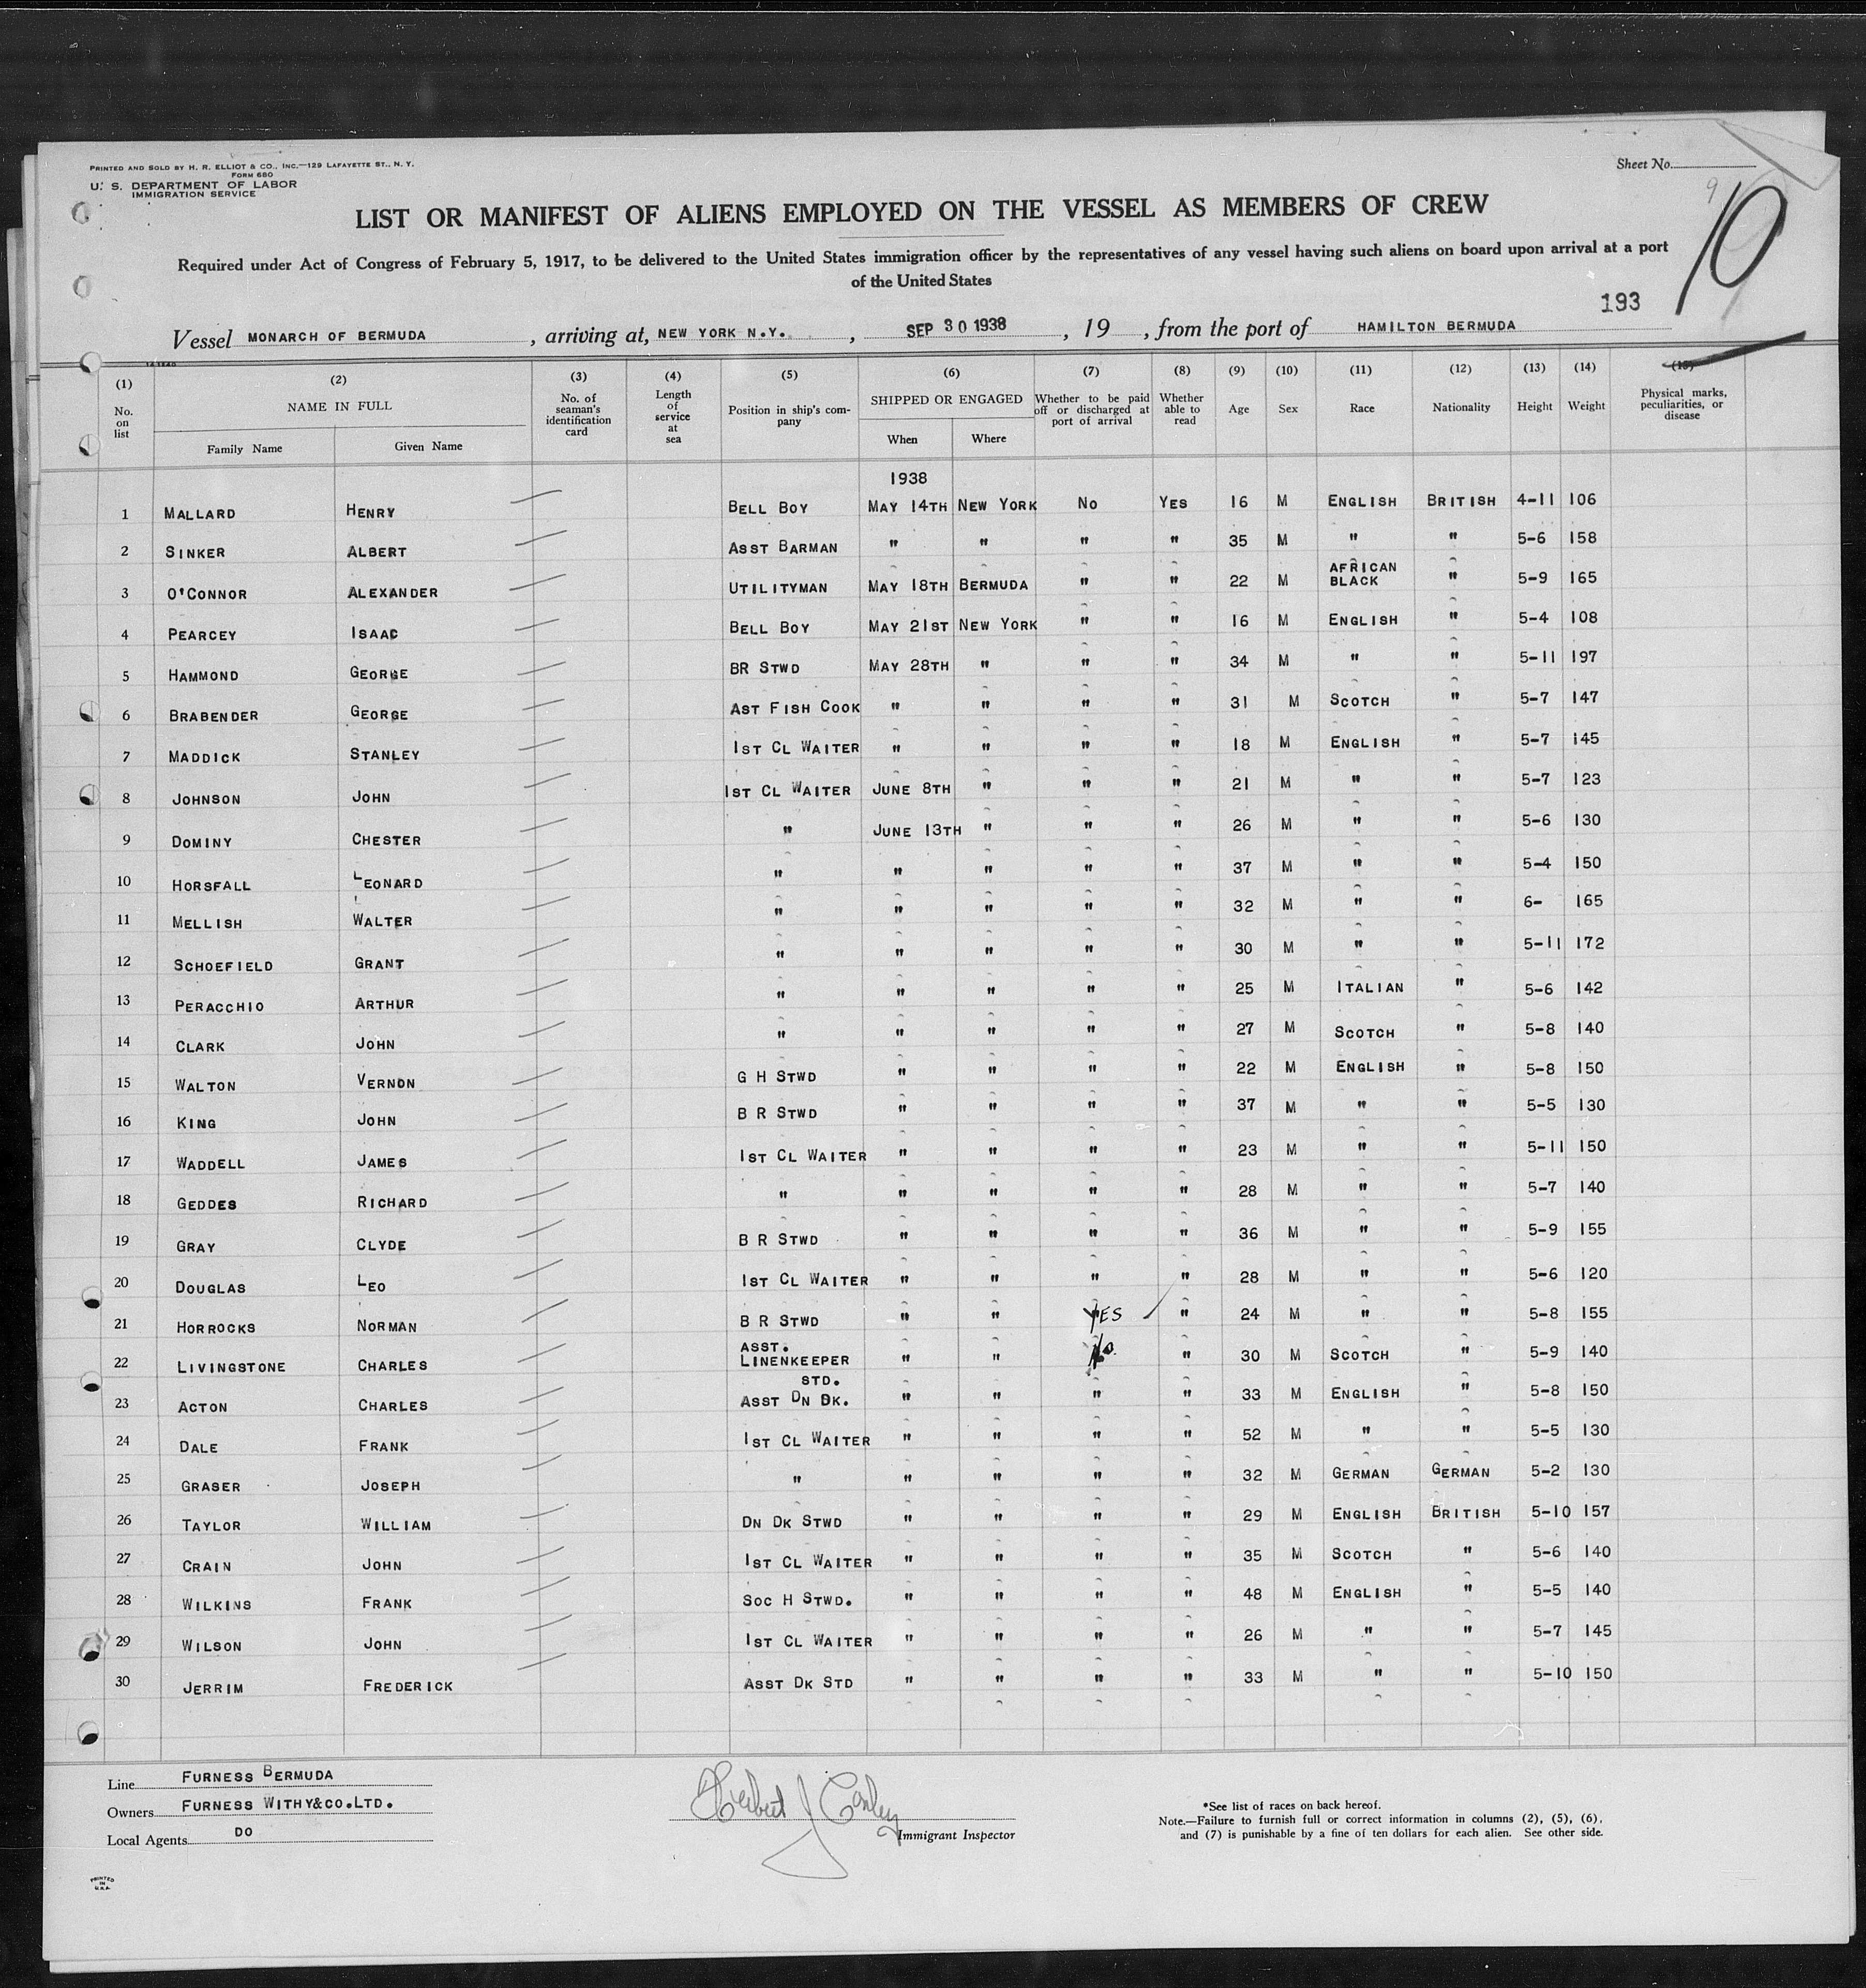 PRINTED AND SOLD BY H. R. ELLIOT & CO., INC.—129 LAFAYETTE ST., N. Y.
FORM 680
U. S. DEPARTMENT OF LABOR
IMMIGRATION SERVICE
Sheet No.
9
10
LIST OR MANIFEST OF ALIENS EMPLOYED ON THE VESSEL AS MEMBERS OF CREW
Required under Act of Congress of February 5, 1917, to be delivered to the United States immigration officer by the representatives of any vessel having such aliens on board upon arrival at a port
of the United States
193
Vessel MONARCH OF BERMUDA , arriving at, NEW YORK N.Y. , SEP 30 1938 , 19 , from the port of HAMILTON BERMUDA
(1) (2) (3) (4) (5) (6) (7) (8) (9) (10) (11) (12) (13) (14) (15)
No. on list NAME IN FULL Family Name Given Name No. of seaman's identification card Length of service at sea Position in ship's company SHIPPED OR ENGAGED When Where Whether to be paid off or discharged at port of arrival Whether able to read Age Sex Race Nationality Height Weight Physical marks, peculiarities, or disease
1938
1 MALLARD HENRY BELL BOY MAY 14TH NEW YORK NO YES 16 M ENGLISH BRITISH 4-11 106
2 SINKER ALBERT ASST BARMAN " " " " 35 M " " 5-6 158
3 O'CONNOR ALEXANDER UTILITYMAN MAY 18TH BERMUDA " " 22 M AFRICAN BLACK " 5-9 165
4 PEARCEY ISAAC BELL BOY MAY 21ST NEW YORK " " 16 M ENGLISH " 5-4 108
5 HAMMOND GEORGE BR STWD MAY 28TH " " " 34 M " " 5-11 197
6 BRABENDER GEORGE AST FISH COOK " " " " 31 M SCOTCH " 5-7 147
7 MADDICK STANLEY 1ST CL WAITER " " " " 18 M ENGLISH " 5-7 145
8 JOHNSON JOHN 1ST CL WAITER JUNE 8TH " " " 21 M " " 5-7 123
9 DOMINY CHESTER " JUNE 13TH " " " 26 M " " 5-6 130
10 HORSFALL LEONARD " " " " " 37 M " " 5-4 150
11 MELLISH WALTER " " " " " 32 M " " 6- 165
12 SCHOEFIELD GRANT " " " " " 30 M " " 5-11 172
13 PERACCHIO ARTHUR " " " " " 25 M ITALIAN " 5-6 142
14 CLARK JOHN " " " " " 27 M SCOTCH " 5-8 140
15 WALTON VERNON G H STWD " " " " 22 M ENGLISH " 5-8 150
16 KING JOHN B R STWD " " " " 37 M " " 5-5 130
17 WADDELL JAMES 1ST CL WAITER " " " " 23 M " " 5-11 150
18 GEDDES RICHARD " " " " " 28 M " " 5-7 140
19 GRAY CLYDE B R STWD " " " " 36 M " " 5-9 155
20 DOUGLAS LEO 1ST CL WAITER " " " " 28 M " " 5-6 120
21 HORROCKS NORMAN B R STWD " " YES " 24 M " " 5-8 155
22 LIVINGSTONE CHARLES ASST. LINENKEEPER " " No. " 30 M SCOTCH " 5-9 140
23 ACTON CHARLES ASST DN DK. STD. " " " " 33 M ENGLISH " 5-8 150
24 DALE FRANK 1ST CL WAITER " " " " 52 M " " 5-5 130
25 GRASER JOSEPH " " " " " 32 M GERMAN GERMAN 5-2 130
26 TAYLOR WILLIAM DN DK STWD " " " " 29 M ENGLISH BRITISH 5-10 157
27 CRAIN JOHN 1ST CL WAITER " " " " 35 M SCOTCH " 5-6 140
28 WILKINS FRANK SOC H STWD. " " " " 48 M ENGLISH " 5-5 140
29 WILSON JOHN 1ST CL WAITER " " " " 26 M " " 5-7 145
30 JERRIM FREDERICK ASST DK STD " " " " 33 M " " 5-10 150
Line FURNESS BERMUDA
Owners FURNESS WITHY&CO.LTD.
Local Agents DO
Immigrant Inspector
*See list of races on back hereof.
Note.—Failure to furnish full or correct information in columns (2), (5), (6),
and (7) is punishable by a fine of ten dollars for each alien. See other side.
PRINTED
IN
U.S.A.